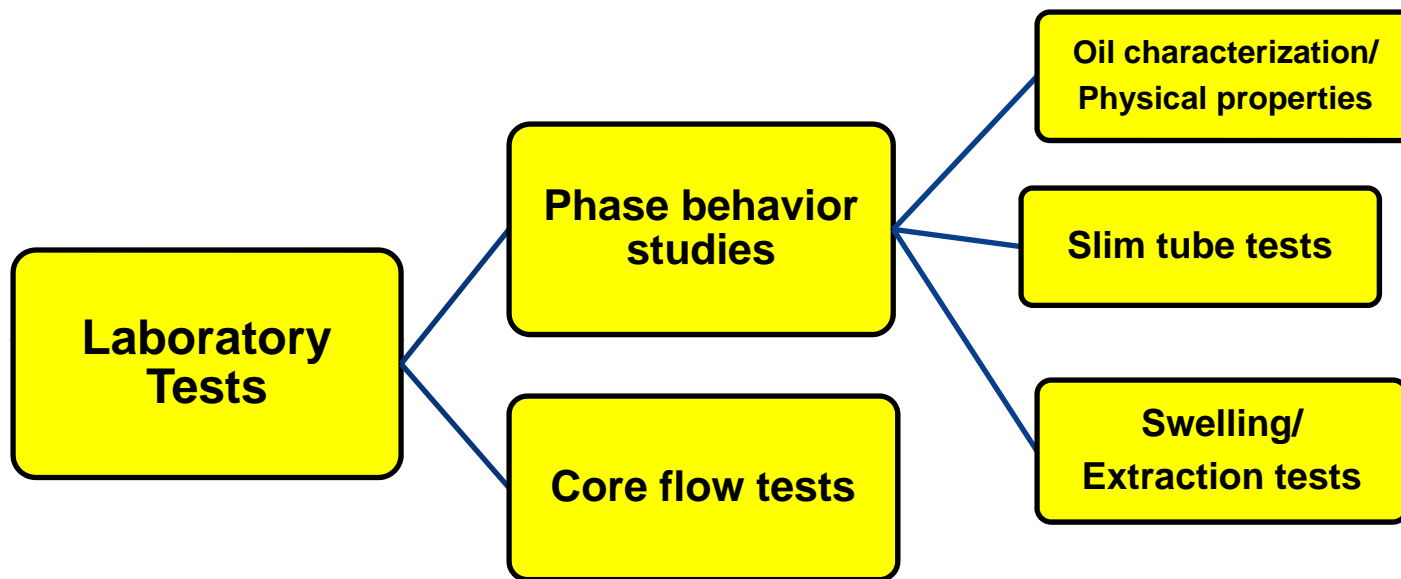 Laboratory
Tests
Phase behavior
studies
Core flow tests
Oil characterization/
Physical properties
Slim tube tests
Swelling/
Extraction tests